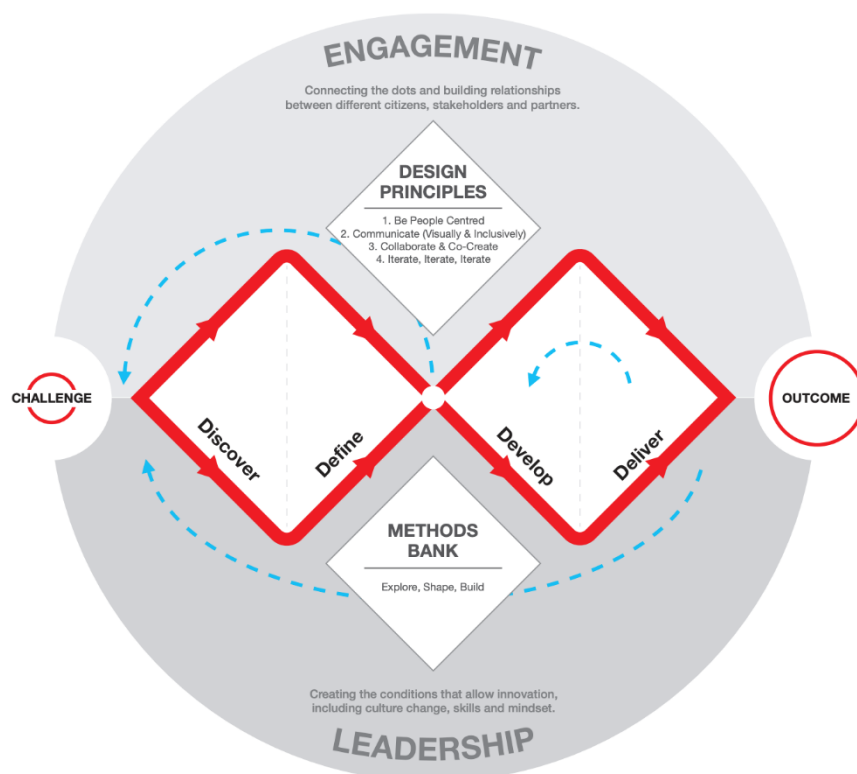 ENGAGEMENT
Connecting the dots and building relationships
between different citizens, stakeholders and partners.
DESIGN
PRINCIPLES
1. Be People Centred
2. Communicate (Visually & Inclusively)
3. Collaborate & Co-Create
4. Iterate, Iterate, Iterate
CHALLENGE
Discover
Define
Develop
Deliver
OUTCOME
METHODS
BANK
Explore, Shape, Build
Creating the conditions that allow innovation,
including culture change, skills and mindset.
LEADERSHIP